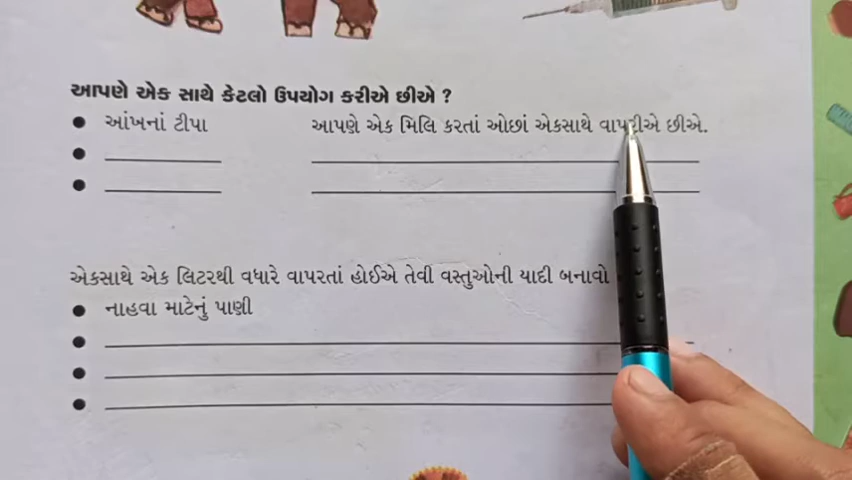 આપણે એક સાથે કેટલો ઉપયોગ કરીએ છીએ ?
આંખનાં ટીપા આપણે એક મિલિ કરતાં ઓછાં એકસાથે વાપરીએ છીએ.
એકસાથે એક લિટરથી વધારે વાપરતાં હોઈએ તેવી વસ્તુઓની યાદી બનાવો
નાહવા માટેનું પાણી